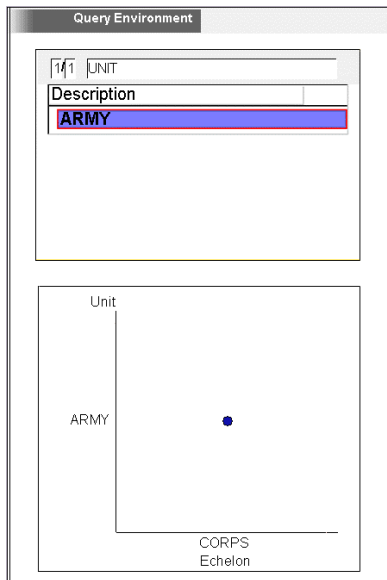 Query Environment
1/1 UNIT
Description
ARMY
Unit
ARMY
CORPS
Echelon